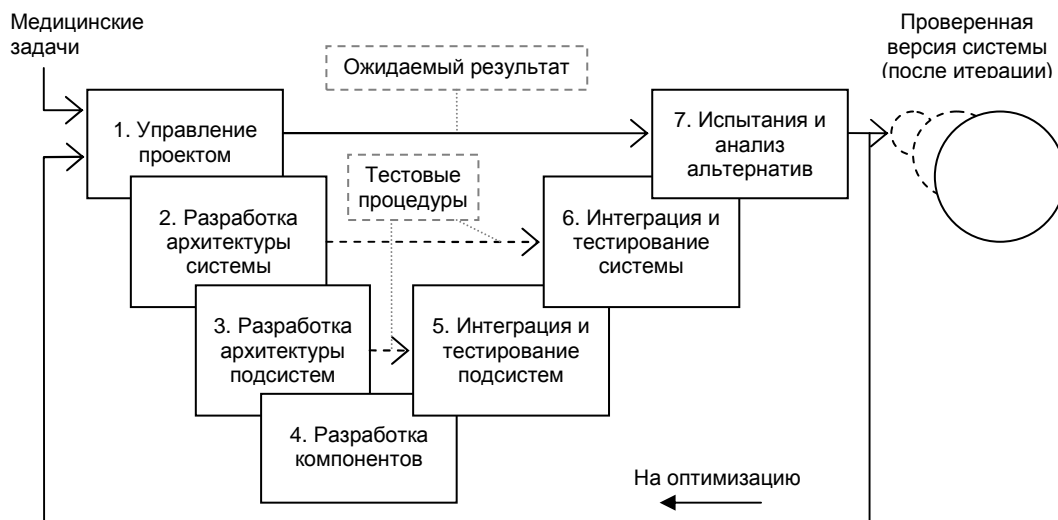 Медицинские
задачи
Проверенная
версия системы
(после итерации)
Ожидаемый результат
1. Управление
проектом
7. Испытания и
анализ
альтернатив
Тестовые
процедуры
2. Разработка
архитектуры
системы
6. Интеграция и
тестирование
системы
3. Разработка
архитектуры
подсистем
5. Интеграция и
тестирование
подсистем
4. Разработка
компонентов
На оптимизацию